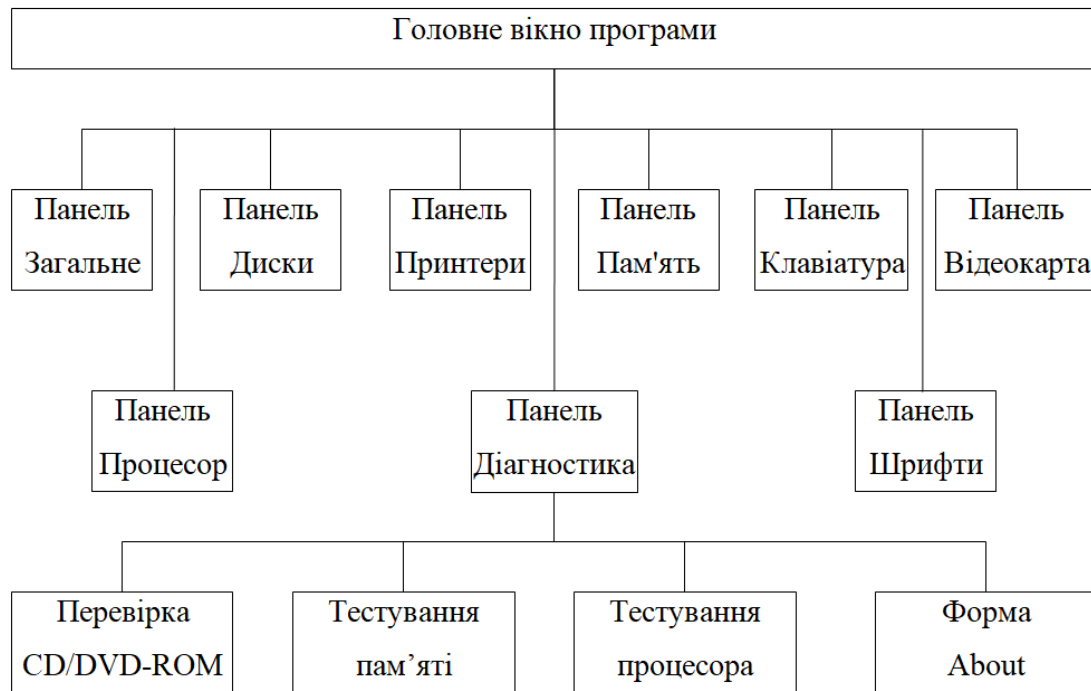 Головне вікно програми
Панель
Загальне
Панель
Диски
Панель
Принтери
Панель
Пам'ять
Панель
Клавіатура
Панель
Відеокарта
Панель
Процесор
Панель
Діагностика
Панель
Шрифти
Перевірка
CD/DVD-ROM
Тестування
пам’яті
Тестування
процесора
Форма
About